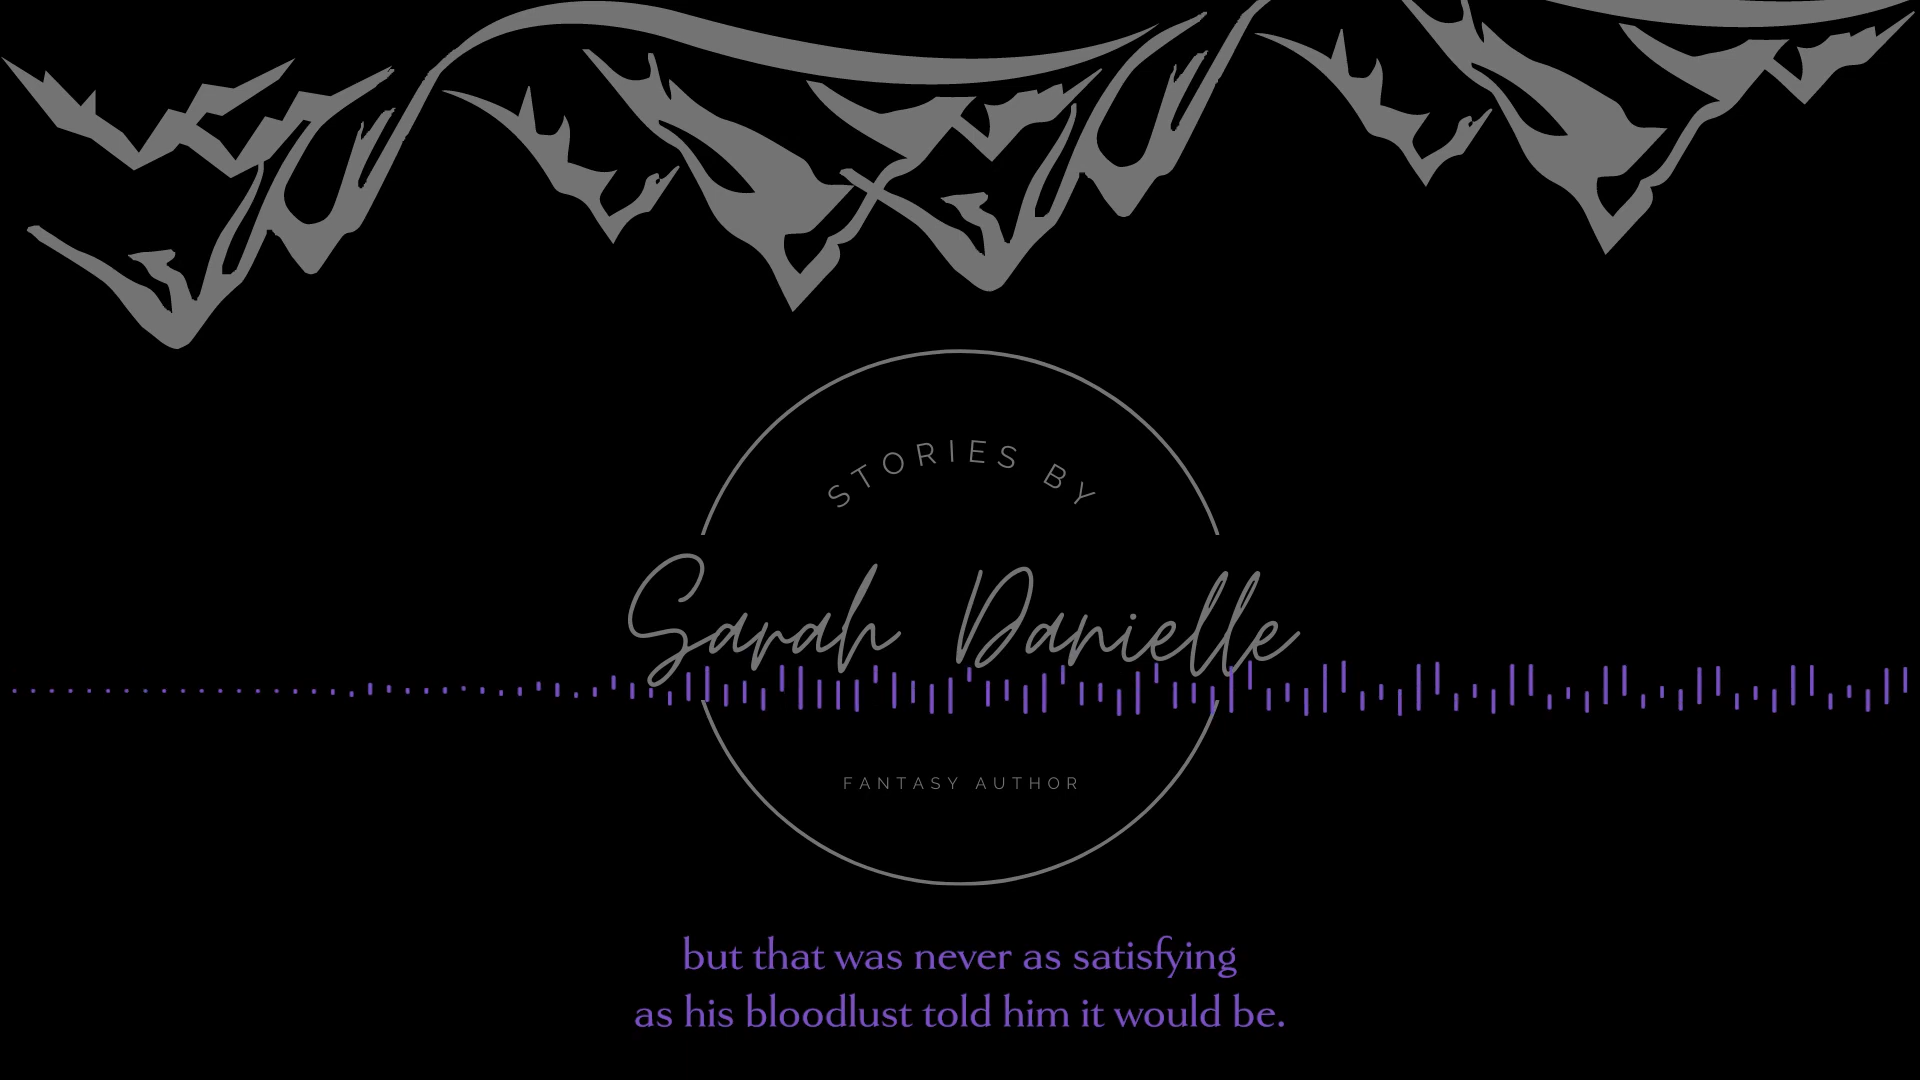 STORIES BY
Sarah Danielle
FANTASY AUTHOR
but that was never as satisfying
as his bloodlust told him it would be.